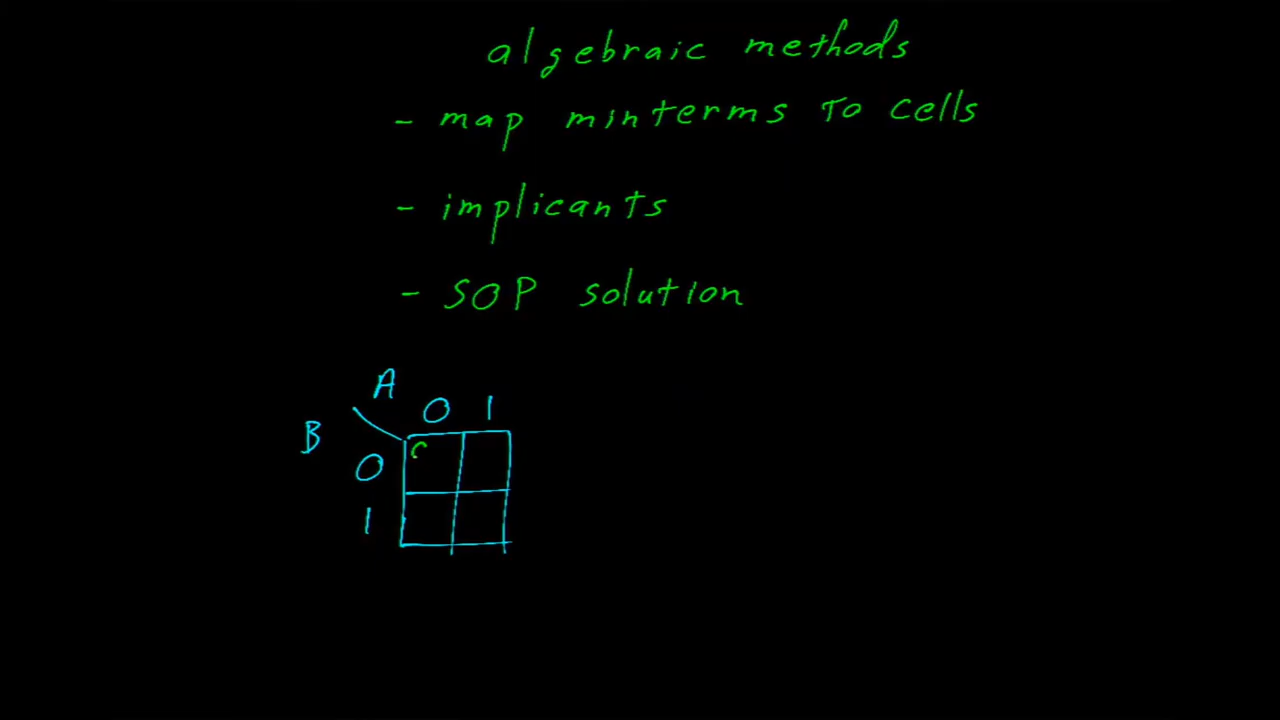 algebraic methods
- map minterms to cells
- implicants
- SOP solution
A
0 1
B
0
1